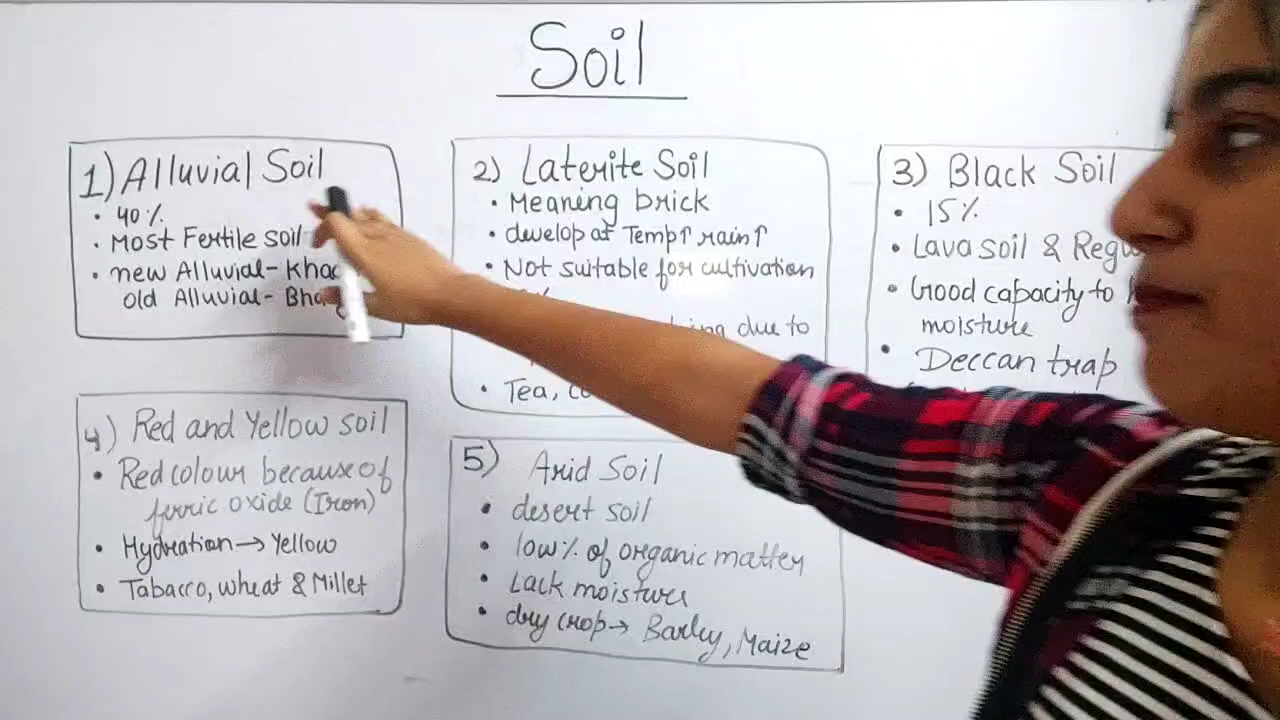 Soil
1) Alluvial Soil
• 40%
• Most Fertile soil
• new Alluvial-
old Alluvial-
2) Laterite Soil
• Meaning brick
• develop at Temp↑ rain↑
• Not suitable for cultivation
due to
• Tea,
3) Black Soil
• 15%
• Lava soil &
• Good capacity to
moisture
• Deccan trap
4) Red and Yellow soil
• Red colour because of
ferric oxide (Iron)
• Hydration → Yellow
• Tabacco, wheat & Millet
5) Arid Soil
• desert soil
• low% of organic matter
• Lack moisture
• dry crop → Barley, Maize